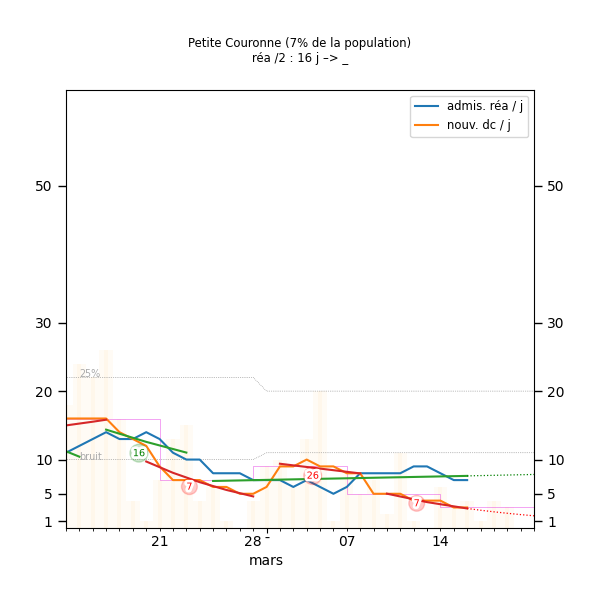 Petite Couronne (7% de la population)
réa /2 : 16 j –> _
admis. réa / j
nouv. dc / j
50 50
30 30
25%
20 20
bruit
16
10 10
26
7
7
5 5
1 1
21 28 07 14
mars